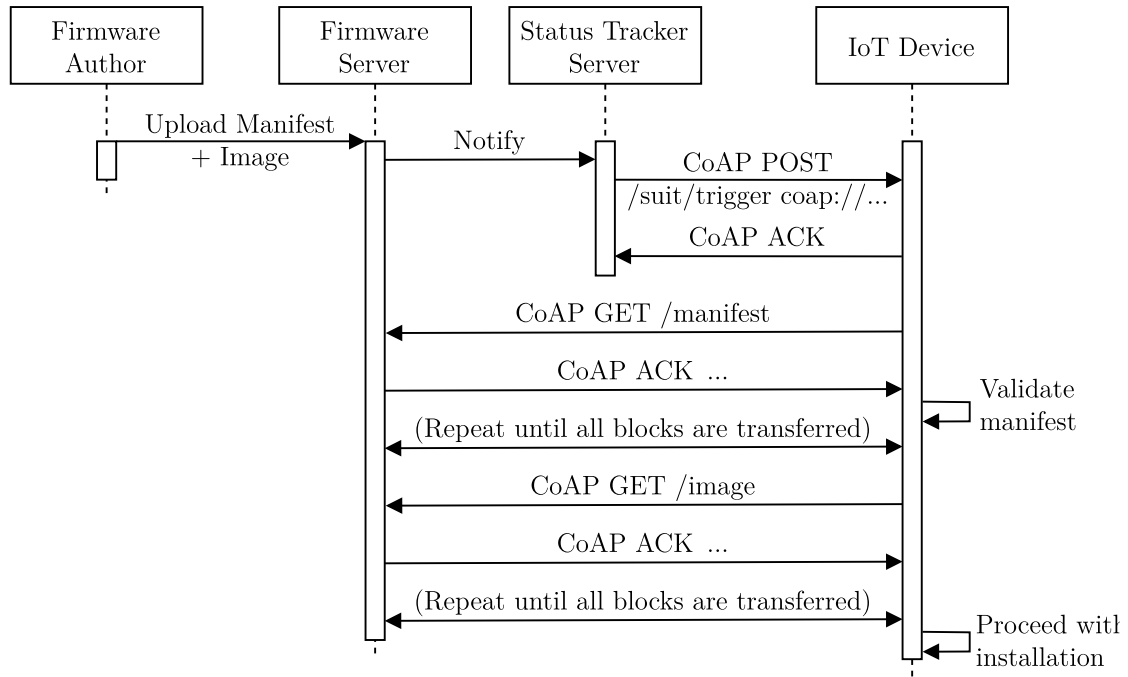 Firmware
Author
Firmware
Server
Status Tracker
Server
IoT Device
Upload Manifest
+ Image
Notify
CoAP POST
/suit/trigger coap://...
CoAP ACK
CoAP GET /manifest
CoAP ACK ...
Validate
manifest
(Repeat until all blocks are transferred)
CoAP GET /image
CoAP ACK ...
(Repeat until all blocks are transferred)
Proceed with
installation